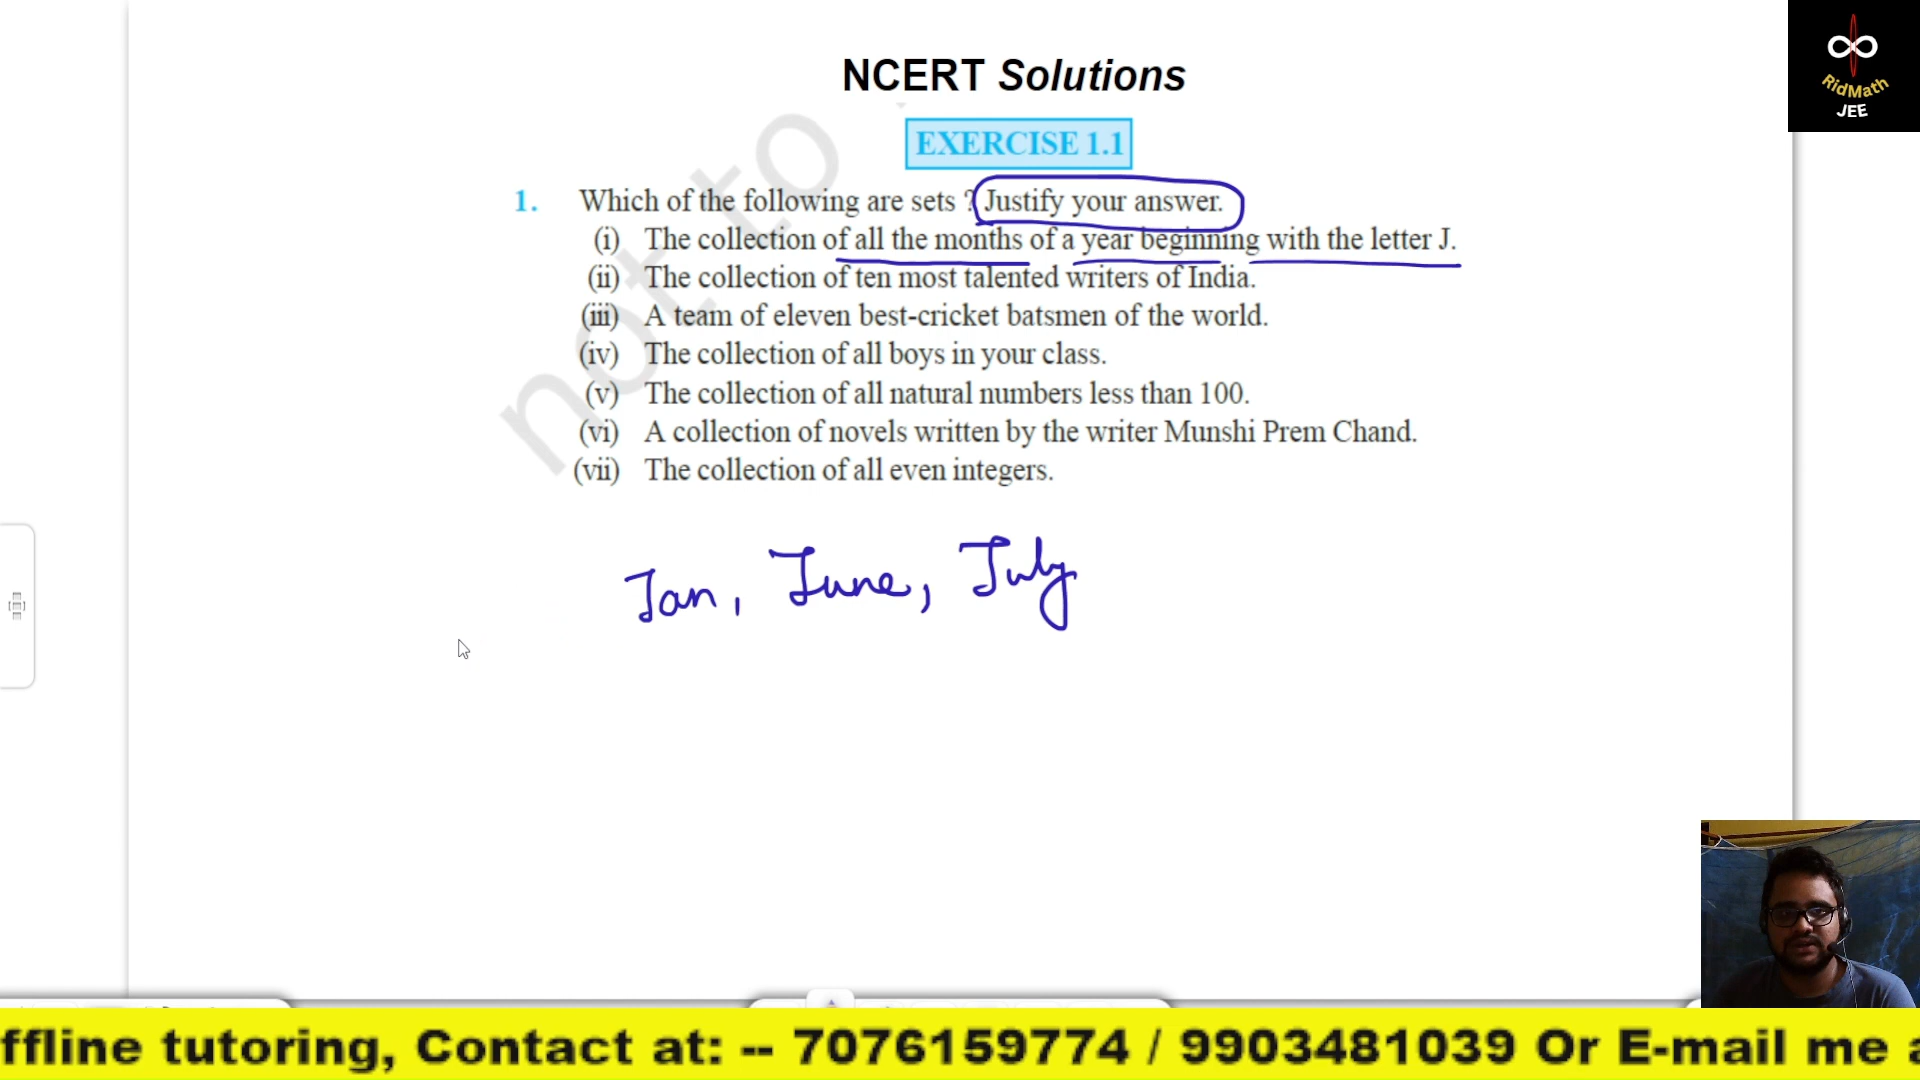 NCERT Solutions
RidMath
JEE
EXERCISE 1.1
1. Which of the following are sets ? Justify your answer.
(i) The collection of all the months of a year beginning with the letter J.
(ii) The collection of ten most talented writers of India.
(iii) A team of eleven best-cricket batsmen of the world.
(iv) The collection of all boys in your class.
(v) The collection of all natural numbers less than 100.
(vi) A collection of novels written by the writer Munshi Prem Chand.
(vii) The collection of all even integers.
not to
Jan, June, July
ffline tutoring, Contact at: -- 7076159774 / 9903481039 Or E-mail me a